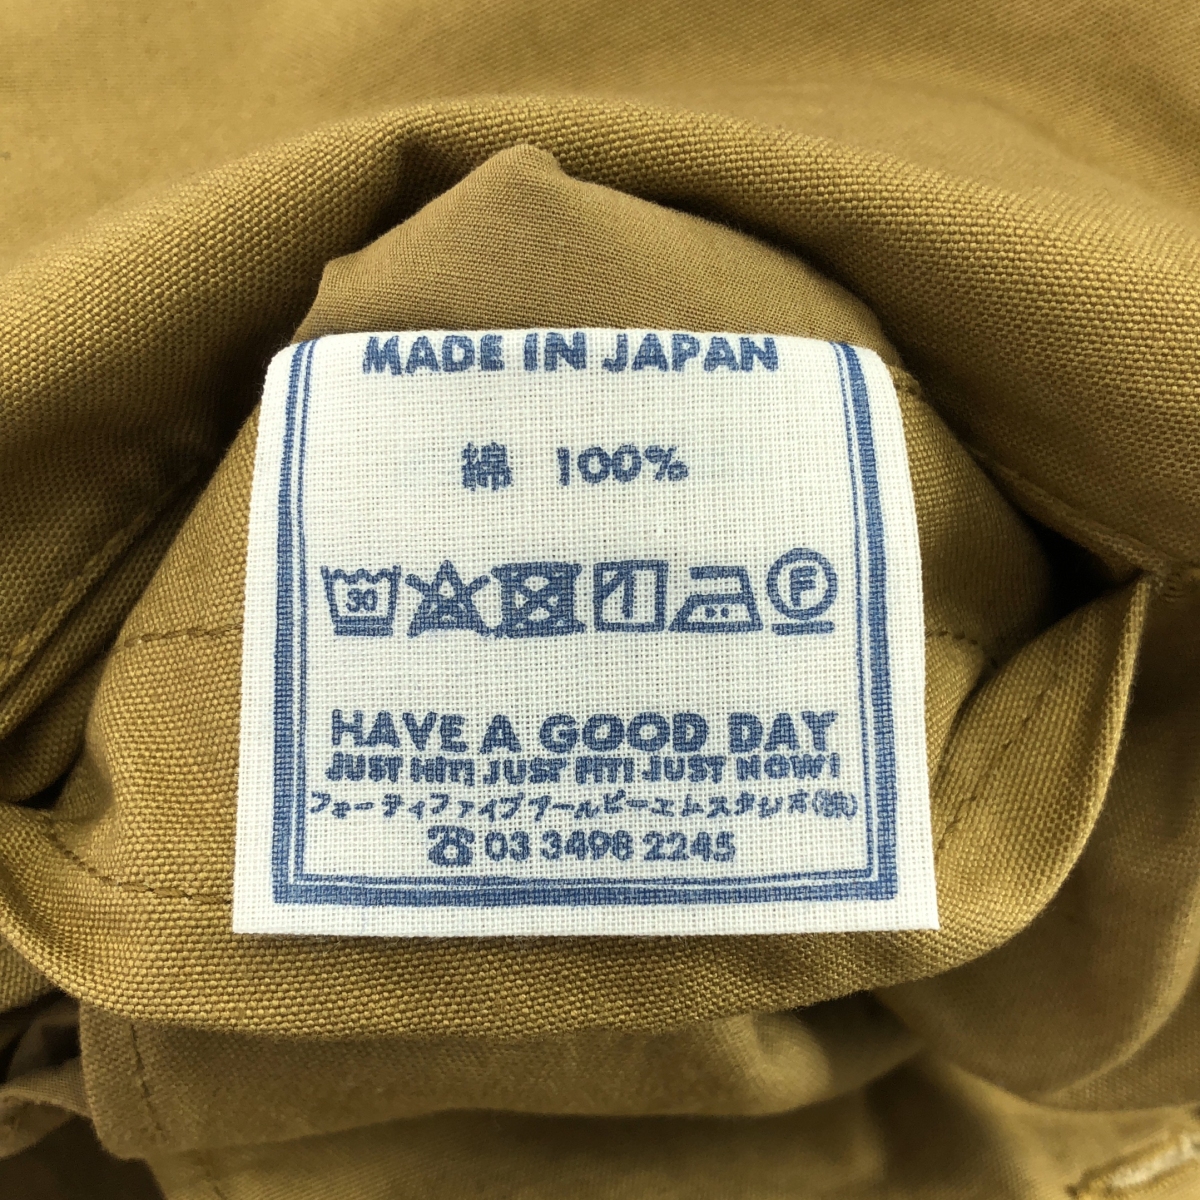 MADE IN JAPAN
綿 100%
30
F
HAVE A GOOD DAY
JUST HIT! JUST FIT! JUST NOW!
フォーティファイブアールピーエムスタジオ(株)
☎ 03 3498 2245